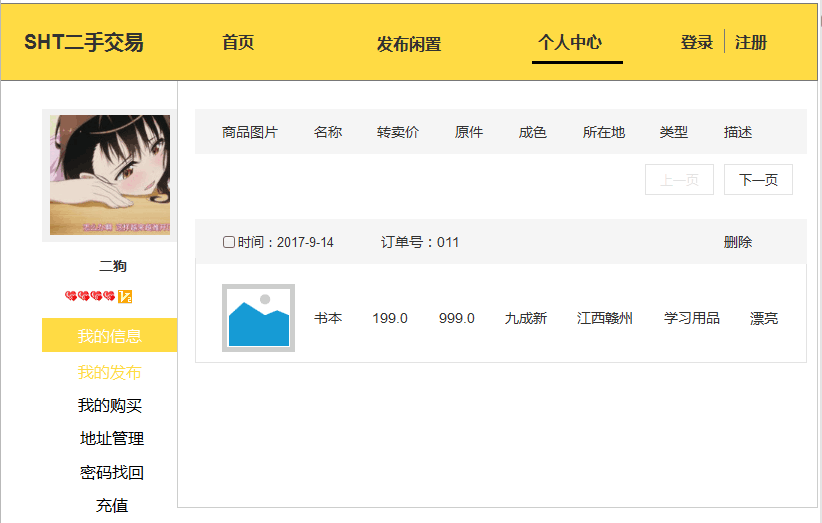 SHT二手交易 首页 发布闲置 个人中心 登录 注册
商品图片 名称 转卖价 原件 成色 所在地 类型 描述
上一页 下一页
时间：2017-9-14 订单号：011 删除
书本 199.0 999.0 九成新 江西赣州 学习用品 漂亮
二狗
我的信息
我的发布
我的购买
地址管理
密码找回
充值